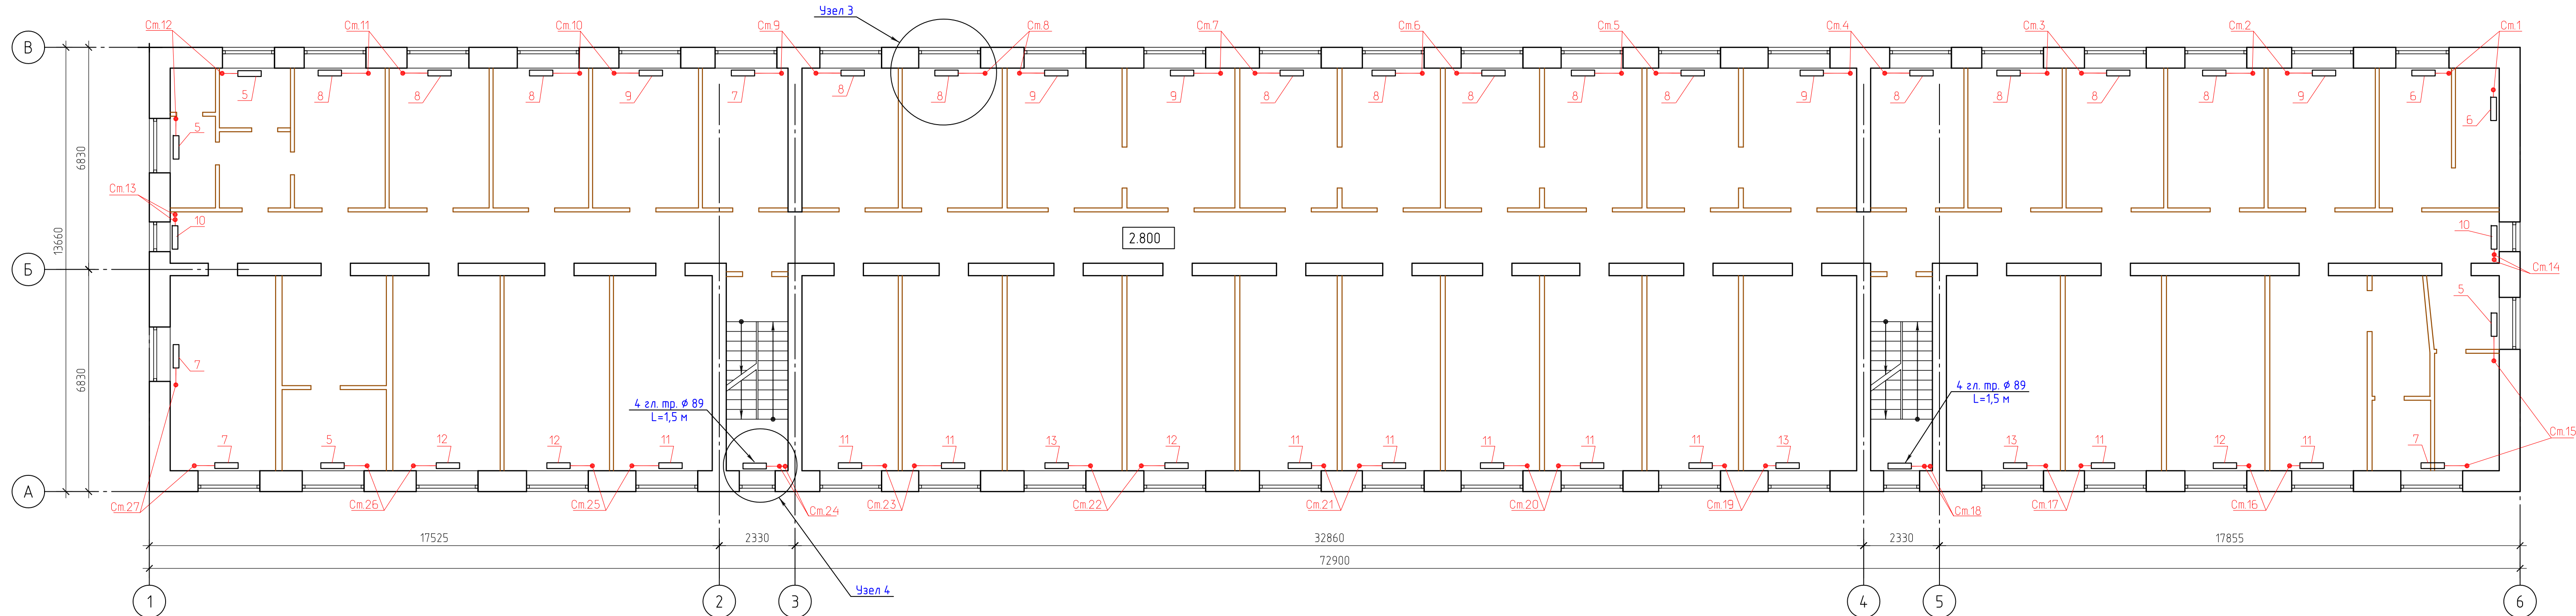 Узел 3
Ст.12
Ст.11
Ст.10
Ст.9
Ст.8
Ст.7
Ст.6
Ст.5
Ст.4
Ст.3
Ст.2
Ст.1
В
5
8
8
8
9
7
8
8
9
9
8
8
8
8
8
9
8
8
8
8
9
6
6
5
6830
Ст.13
10
13660
2.800
10
Б
Ст.14
5
6830
7
4 гл. тр. ϕ 89
L=1,5 м
4 гл. тр. ϕ 89
L=1,5 м
7
5
12
12
11
11
11
13
12
11
11
11
11
11
13
13
11
12
11
7
Ст.15
А
Ст.27
Ст.26
Ст.25
Ст.24
Ст.23
Ст.22
Ст.21
Ст.20
Ст.19
Ст.18
Ст.17
Ст.16
17525
2330
32860
2330
17855
72900
Узел 4
1
2
3
4
5
6